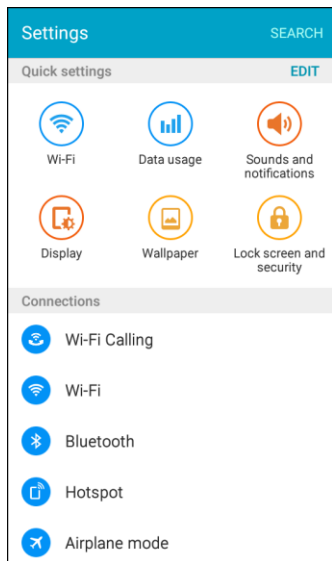 Settings SEARCH
Quick settings EDIT
Wi-Fi Data usage Sounds and
notifications
Display Wallpaper Lock screen and
security
Connections
Wi-Fi Calling
Wi-Fi
Bluetooth
Hotspot
Airplane mode